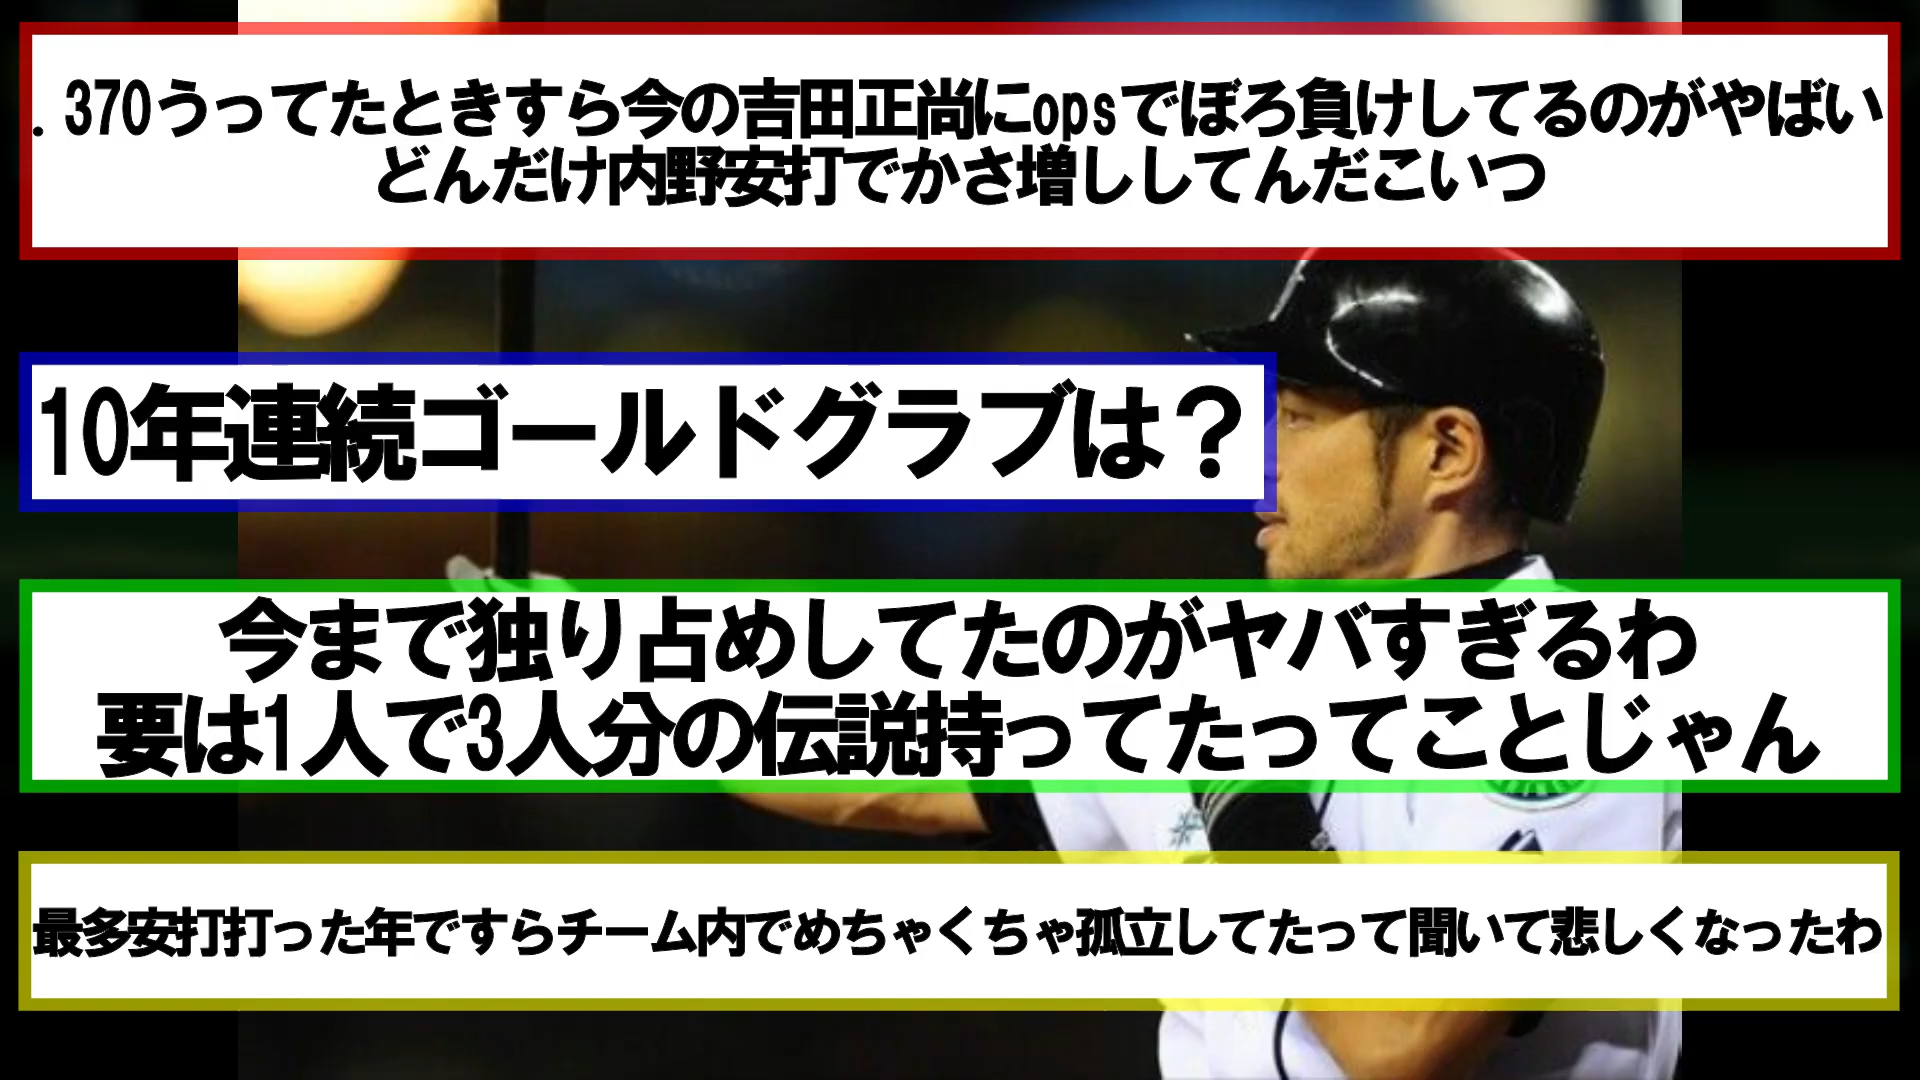 .370うってたときすら今の吉田正尚にopsでぼろ負けしてるのがやばい
どんだけ内野安打でかさ増ししてんだこいつ
10年連続ゴールドグラブは？
今まで独り占めしてたのがヤバすぎるわ
要は1人で3人分の伝説持ってたってことじゃん
最多安打打った年ですらチーム内でめちゃくちゃ孤立してたって聞いて悲しくなったわ